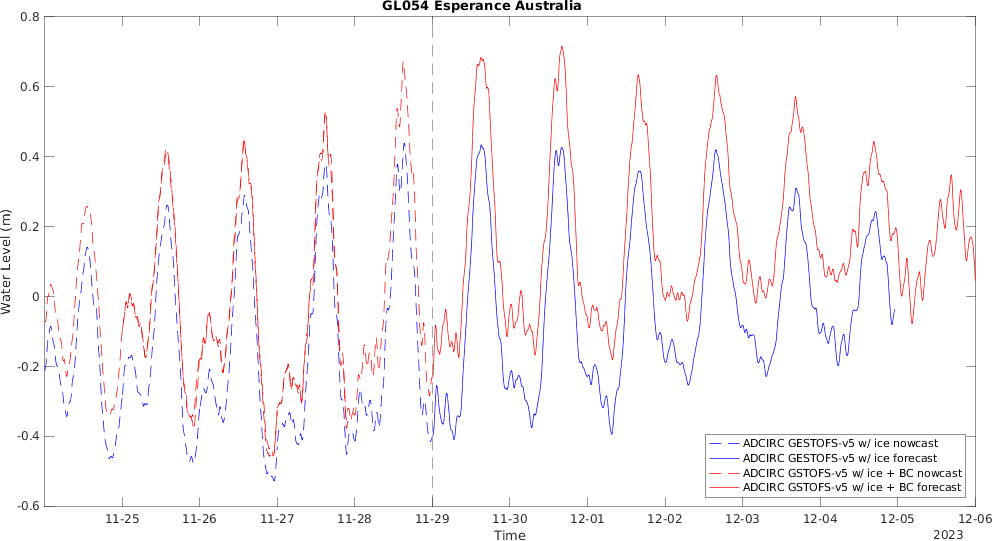 GL054 Esperance Australia
0.8
0.6
0.4
0.2
0
-0.2
-0.4
-0.6
Water Level (m)
11-25 11-26 11-27 11-28 11-29 11-30 12-01 12-02 12-03 12-04 12-05 12-06
Time
2023
ADCIRC GESTOFS-v5 w/ ice nowcast
ADCIRC GESTOFS-v5 w/ ice forecast
ADCIRC GSTOFS-v5 w/ ice + BC nowcast
ADCIRC GSTOFS-v5 w/ ice + BC forecast